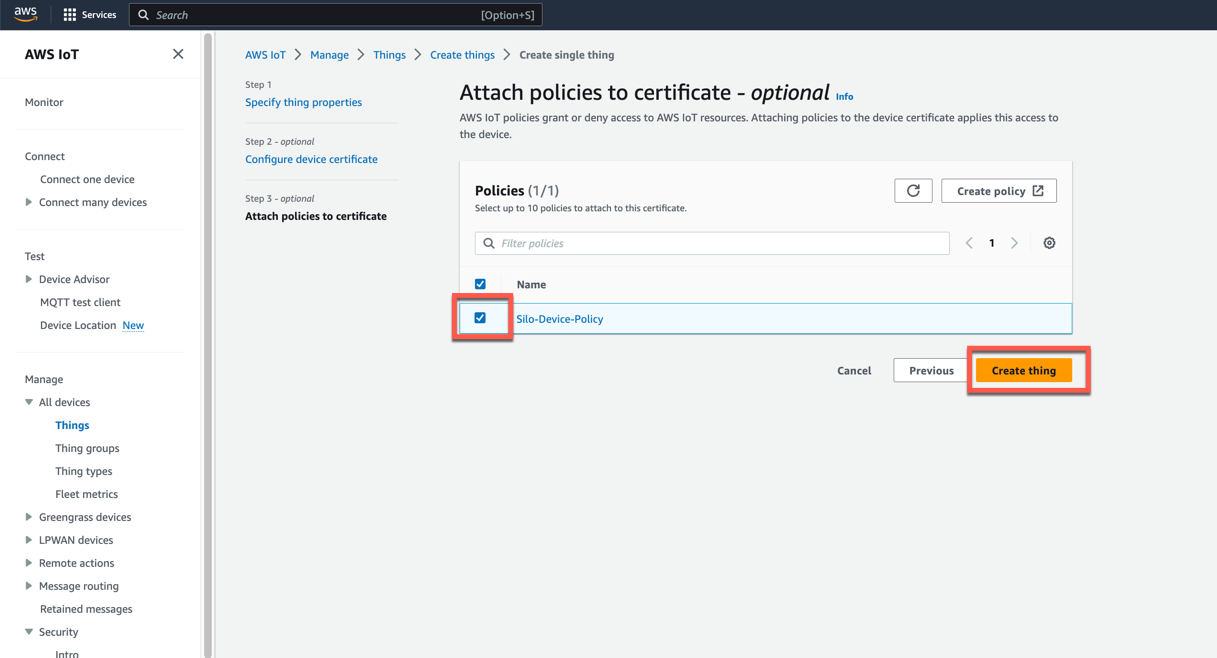 aws
Services
Search
[Option+S]
AWS IoT
Monitor
Connect
Connect one device
Connect many devices
Test
Device Advisor
MQTT test client
Device Location New
Manage
All devices
Things
Thing groups
Thing types
Fleet metrics
Greengrass devices
LPWAN devices
Remote actions
Message routing
Retained messages
Security
Intro
AWS IoT > Manage > Things > Create things > Create single thing
Step 1
Specify thing properties
Step 2 - optional
Configure device certificate
Step 3 - optional
Attach policies to certificate
Attach policies to certificate - optional Info
AWS IoT policies grant or deny access to AWS IoT resources. Attaching policies to the device certificate applies this access to
the device.
Policies (1/1)
Select up to 10 policies to attach to this certificate.
Create policy
Filter policies
1
Name
Silo-Device-Policy
Cancel
Previous
Create thing